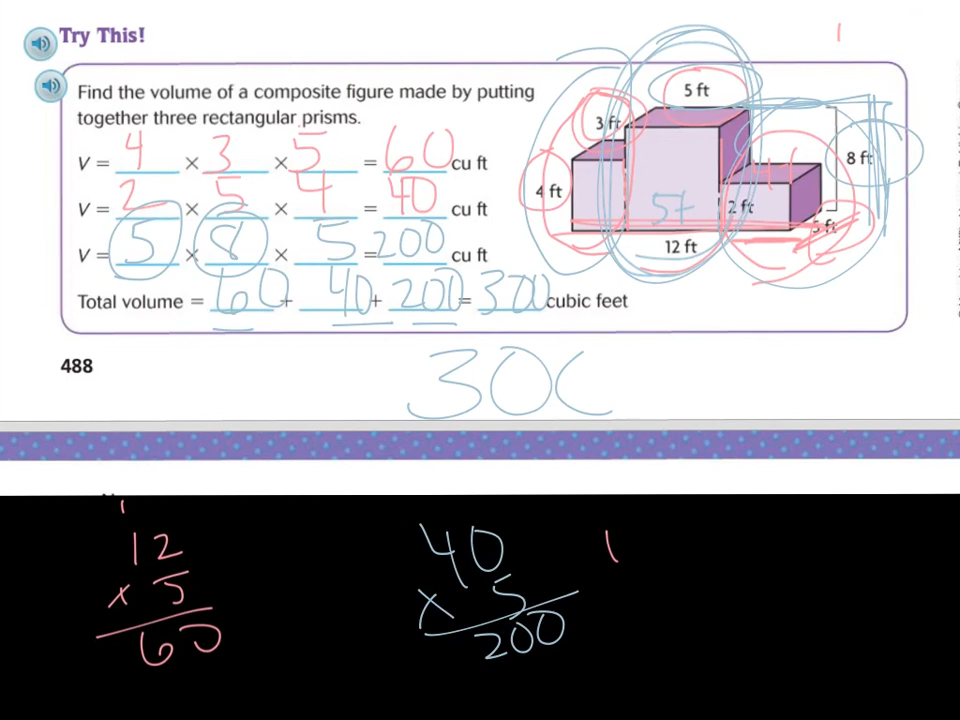 Try This!
Find the volume of a composite figure made by putting
together three rectangular prisms.
V = 4 × 3 × 5 = 60 cu ft
V = 2 × 5 × 4 = 40 cu ft
V = 5 × 8 × 5 = 200 cu ft
Total volume = 60 + 40 + 200 = 300 cubic feet
5 ft
3 ft
8 ft
4 ft
2 ft
5 ft
12 ft
488
300
1
12
x 5
60
40
x 5
200